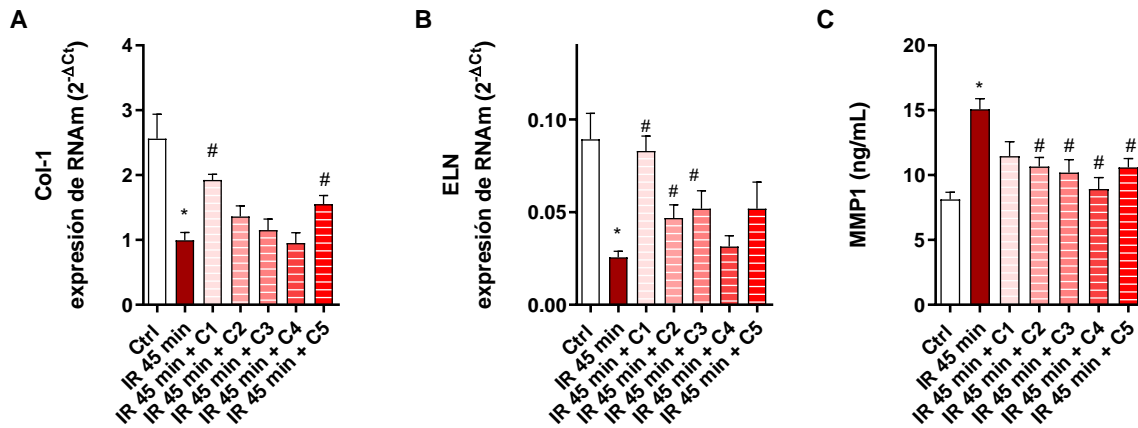 A
Col-1
expresión de RNAm (2^-ΔCt)
4
3
2
1
0
*
#
#
Ctrl
IR 45 min
IR 45 min + C1
IR 45 min + C2
IR 45 min + C3
IR 45 min + C4
IR 45 min + C5
B
ELN
expresión de RNAm (2^-ΔCt)
0.10
0.05
0.00
*
#
#
#
Ctrl
IR 45 min
IR 45 min + C1
IR 45 min + C2
IR 45 min + C3
IR 45 min + C4
IR 45 min + C5
C
MMP1 (ng/mL)
20
15
10
5
0
*
#
#
#
#
Ctrl
IR 45 min
IR 45 min + C1
IR 45 min + C2
IR 45 min + C3
IR 45 min + C4
IR 45 min + C5